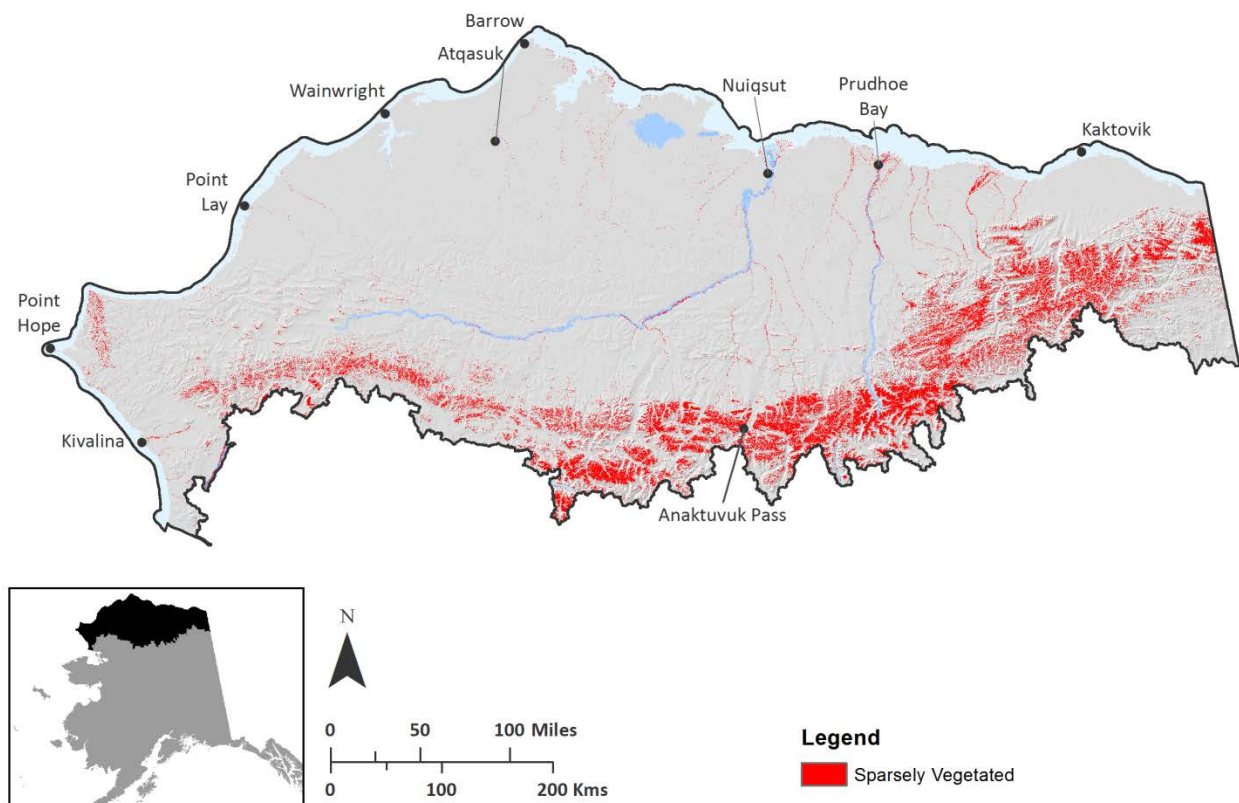 Barrow
Atqasuk
Wainwright
Nuiqsut
Prudhoe
Bay
Kaktovik
Point
Lay
Point
Hope
Kivalina
Anaktuvuk Pass
N
0 50 100 Miles
0 100 200 Kms
Legend
Sparsely Vegetated